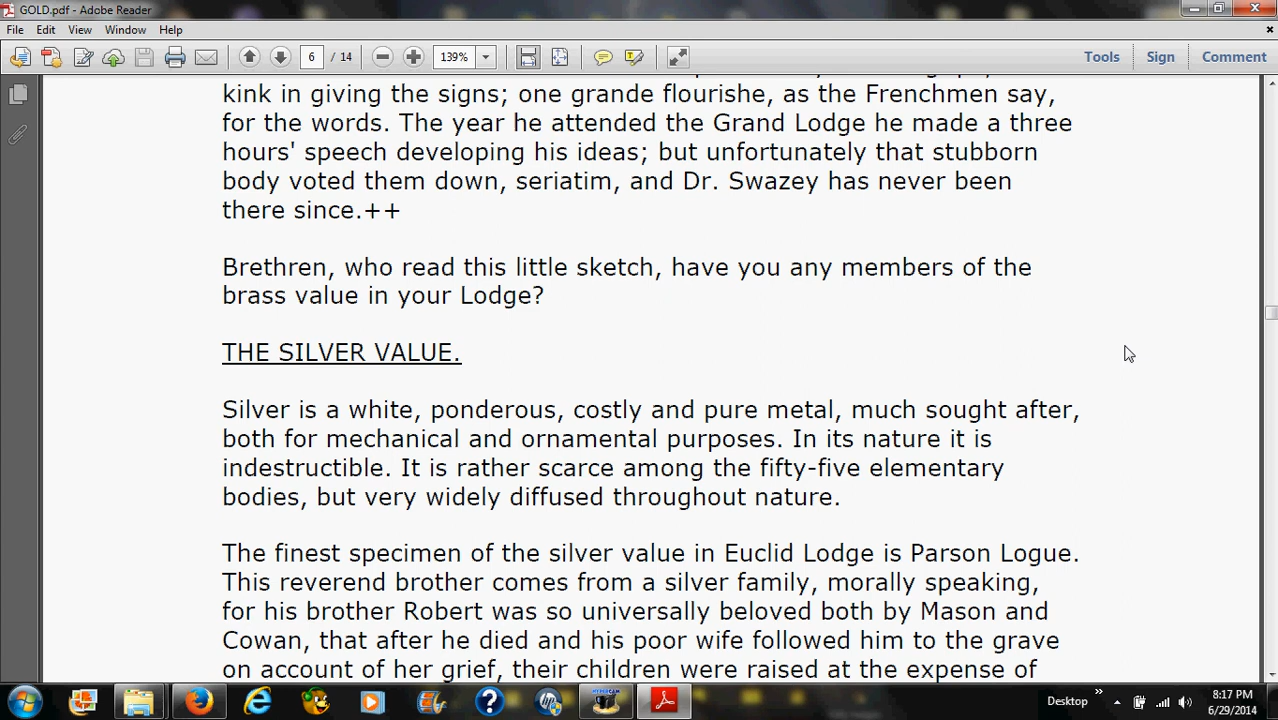 GOLD.pdf - Adobe Reader
File Edit View Window Help
6 / 14 139% Tools Sign Comment
kink in giving the signs; one grande flourishe, as the Frenchmen say,
for the words. The year he attended the Grand Lodge he made a three
hours' speech developing his ideas; but unfortunately that stubborn
body voted them down, seriatim, and Dr. Swazey has never been
there since.++
Brethren, who read this little sketch, have you any members of the
brass value in your Lodge?
THE SILVER VALUE.
Silver is a white, ponderous, costly and pure metal, much sought after,
both for mechanical and ornamental purposes. In its nature it is
indestructible. It is rather scarce among the fifty-five elementary
bodies, but very widely diffused throughout nature.
The finest specimen of the silver value in Euclid Lodge is Parson Logue.
This reverend brother comes from a silver family, morally speaking,
for his brother Robert was so universally beloved both by Mason and
Cowan, that after he died and his poor wife followed him to the grave
on account of her grief, their children were raised at the expense of
Desktop 8:17 PM
6/29/2014